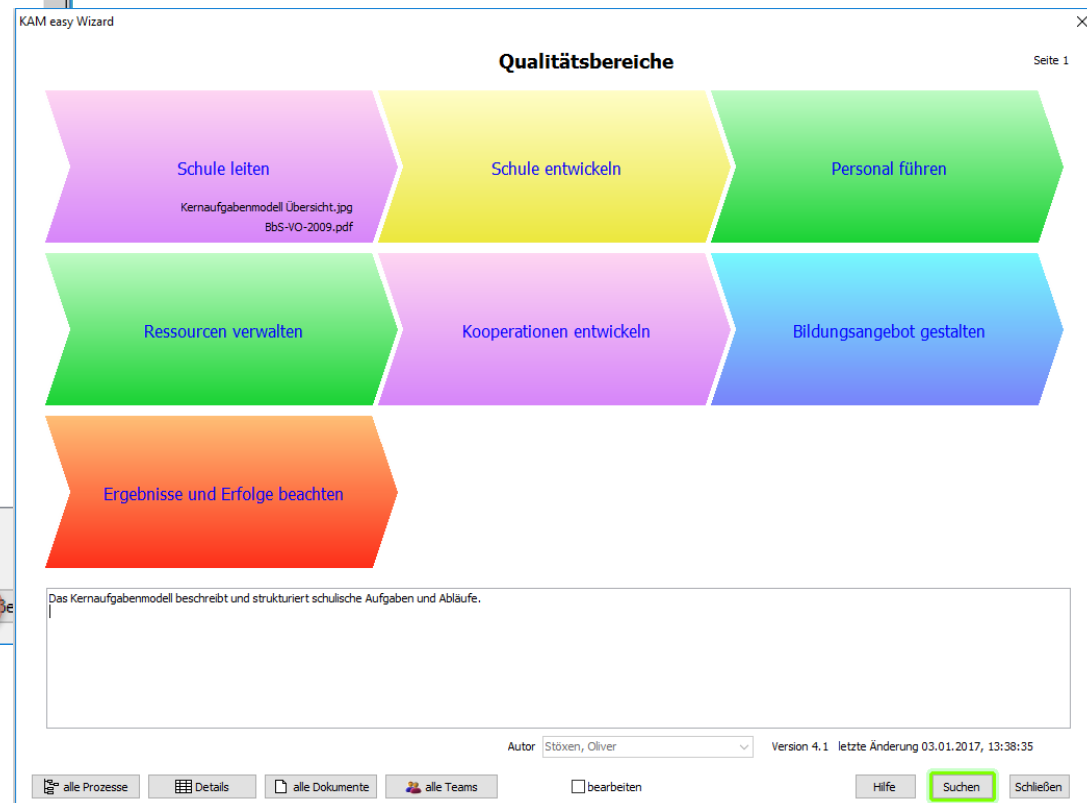 KAM easy Wizard
Qualitätsbereiche
Seite 1
Schule leiten
Kernaufgabenmodell Übersicht.jpg
BbS-VO-2009.pdf
Schule entwickeln
Personal führen
Ressourcen verwalten
Kooperationen entwickeln
Bildungsangebot gestalten
Ergebnisse und Erfolge beachten
Das Kernaufgabenmodell beschreibt und strukturiert schulische Aufgaben und Abläufe.
Autor Stöxen, Oliver Version 4.1 letzte Änderung 03.01.2017, 13:38:35
alle Prozesse Details alle Dokumente alle Teams bearbeiten Hilfe Suchen Schließen